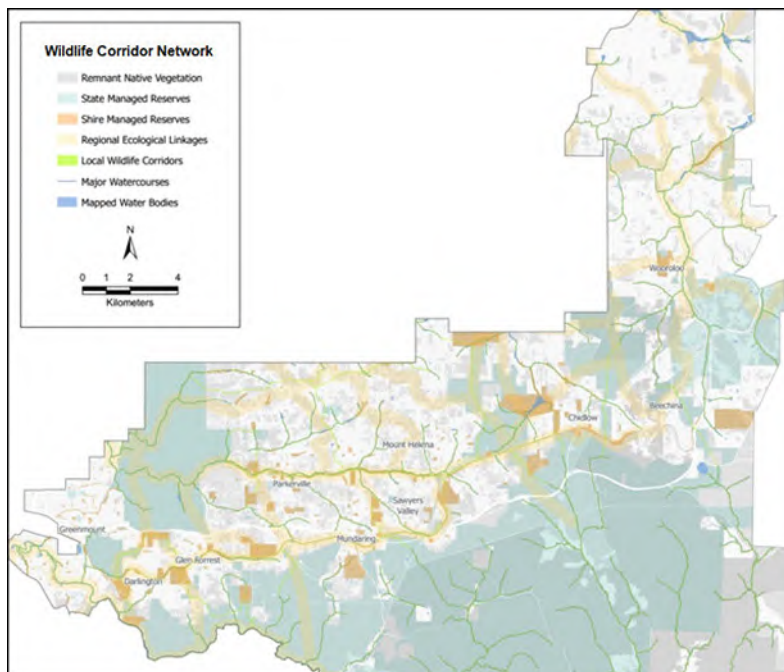 Wildlife Corridor Network
Remnant Native Vegetation
State Managed Reserves
Shire Managed Reserves
Regional Ecological Linkages
Local Wildlife Corridors
Major Watercourses
Mapped Water Bodies
N
0 1 2 4
Kilometers
Wooroloo
Beechina
Chidlow
Mount Helena
Parkerville
Sawyers
Valley
Greenmount
Mundaring
Glen Forrest
Darlington